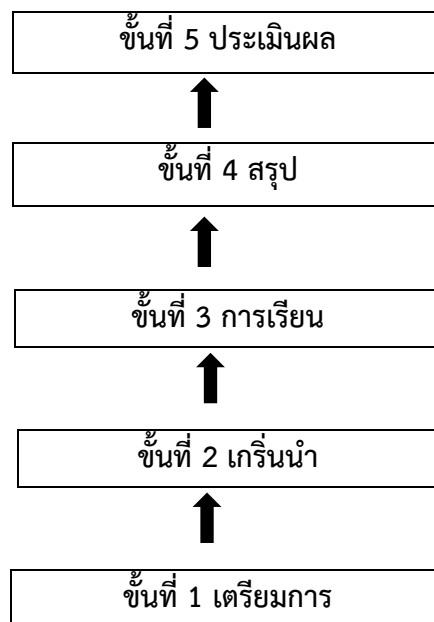 ขั้นที่ 5 ประเมินผล
ขั้นที่ 4 สรุป
ขั้นที่ 3 การเรียน
ขั้นที่ 2 เกริ่นนำ
ขั้นที่ 1 เตรียมการ